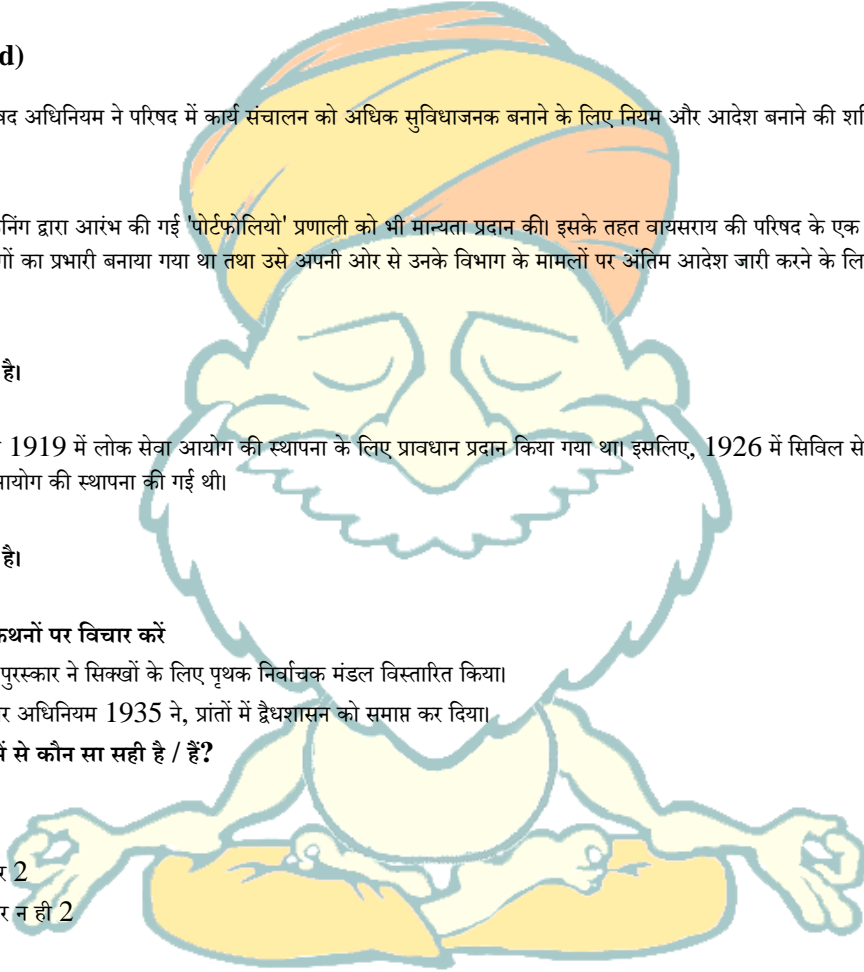 d)
षद अधिनियम ने परिषद में कार्य संचालन को अधिक सुविधाजनक बनाने के लिए नियम और आदेश बनाने की
निंग द्वारा आरंभ की गई 'पोर्टफोलियो' प्रणाली को भी मान्यता प्रदान की। इसके तहत वायसराय की परिषद के एक
गों का प्रभारी बनाया गया था तथा उसे अपनी ओर से उनके विभाग के मामलों पर अंतिम आदेश जारी करने के लि
है।
1919 में लोक सेवा आयोग की स्थापना के लिए प्रावधान प्रदान किया गया था। इसलिए, 1926 में सिविल से
आयोग की स्थापना की गई थी।
है।
कथनों पर विचार करें
पुरस्कार ने सिक्खों के लिए पृथक निर्वाचक मंडल विस्तारित किया।
र अधिनियम 1935 ने, प्रांतों में द्वैधशासन को समाप्त कर दिया।
में से कौन सा सही है / हैं?
र 2
र न ही 2